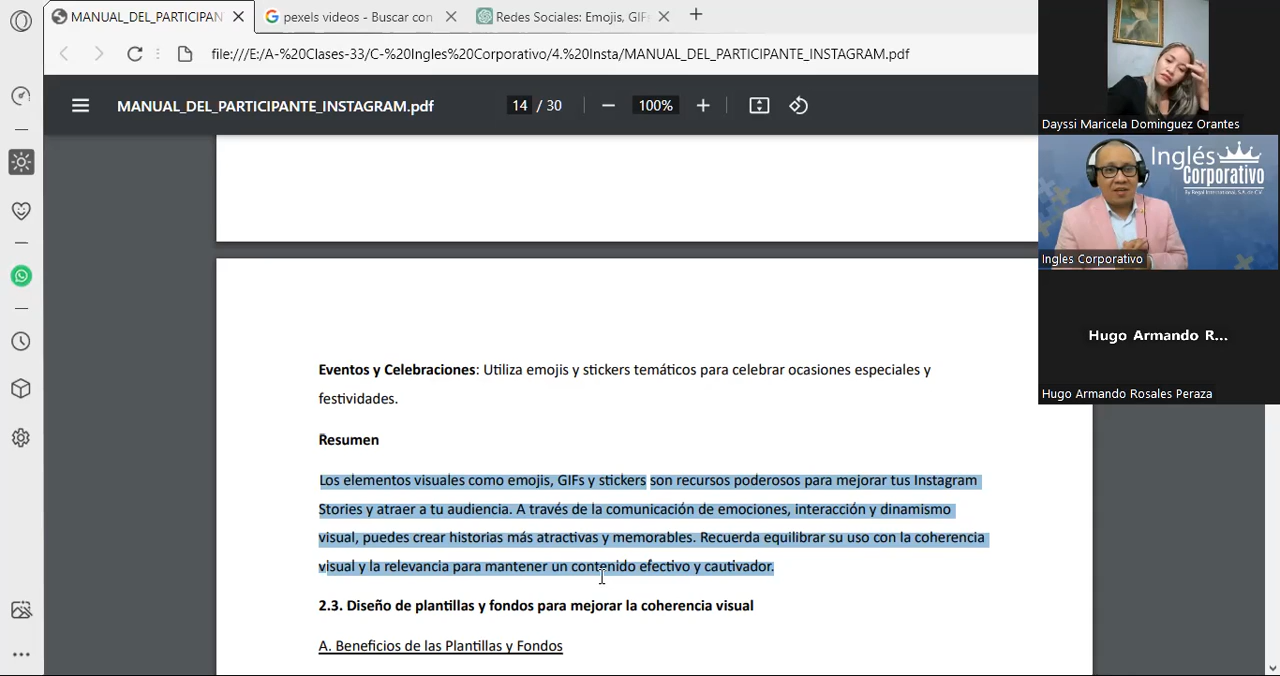 MANUAL_DEL_PARTICIPAN
pexels videos - Buscar con
Redes Sociales: Emojis, GIF
file:///E:/A-%20Clases-33/C-%20Ingles%20Corporativo/4.%20Insta/MANUAL_DEL_PARTICIPANTE_INSTAGRAM.pdf
MANUAL_DEL_PARTICIPANTE_INSTAGRAM.pdf
14 / 30
100%
Eventos y Celebraciones: Utiliza emojis y stickers temáticos para celebrar ocasiones especiales y
festividades.
Resumen
Los elementos visuales como emojis, GIFs y stickers son recursos poderosos para mejorar tus Instagram
Stories y atraer a tu audiencia. A través de la comunicación de emociones, interacción y dinamismo
visual, puedes crear historias más atractivas y memorables. Recuerda equilibrar su uso con la coherencia
visual y la relevancia para mantener un contenido efectivo y cautivador.
2.3. Diseño de plantillas y fondos para mejorar la coherencia visual
A. Beneficios de las Plantillas y Fondos
Dayssi Maricela Dominguez Orantes
Inglés
Corporativo
By Regal International, S.A. de C.V.
Ingles Corporativo
Hugo Armando R...
Hugo Armando Rosales Peraza